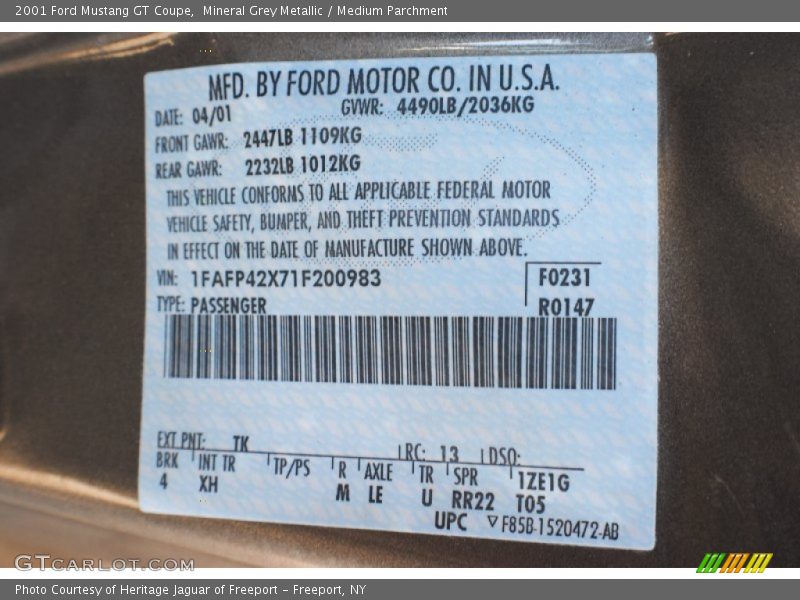 2001 Ford Mustang GT Coupe,  Mineral Grey Metallic / Medium Parchment
MFD. BY FORD MOTOR CO. IN U.S.A.
DATE: 04/01 GVWR: 4490LB/2036KG
FRONT GAWR: 2447LB 1109KG
REAR GAWR: 2232LB 1012KG
THIS VEHICLE CONFORMS TO ALL APPLICABLE FEDERAL MOTOR
VEHICLE SAFETY, BUMPER, AND THEFT PREVENTION STANDARDS
IN EFFECT ON THE DATE OF MANUFACTURE SHOWN ABOVE.
VIN: 1FAFP42X71F200983 F0231
TYPE: PASSENGER R0147
EXT PNT: TK RC: 13 DSO:
BRK INT TR TP/PS R AXLE TR SPR 1ZE1G
4 XH M LE U RR22 T05
UPC ▽F85B-1520472-AB
GTCarLot.com
Photo Courtesy of Heritage Jaguar of Freeport – Freeport, NY